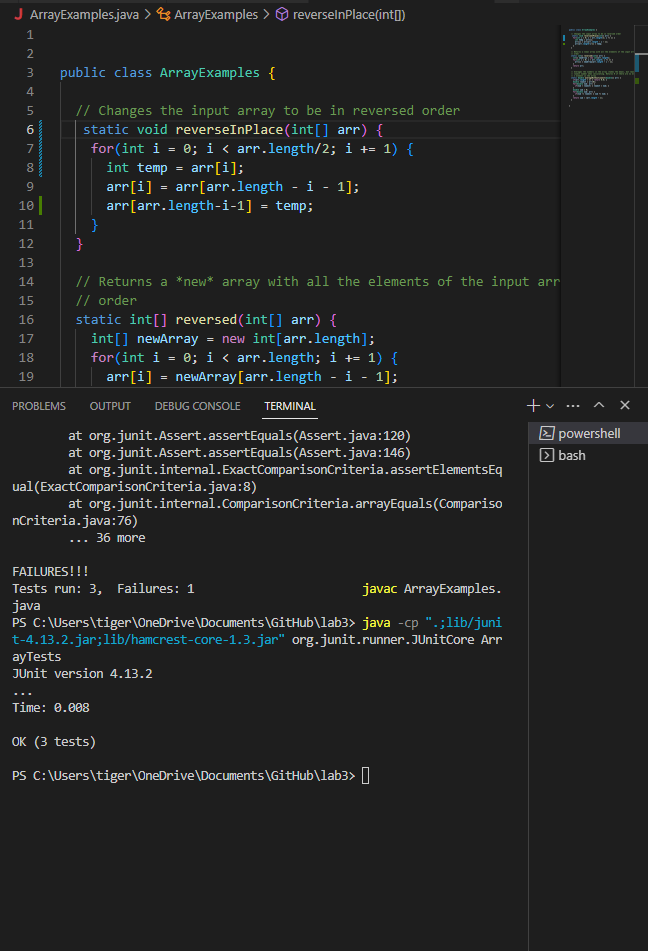 ArrayExamples.java > ArrayExamples > reverseInPlace(int[])
1
2
3 public class ArrayExamples {
4
5 // Changes the input array to be in reversed order
6 static void reverseInPlace(int[] arr) {
7 for(int i = 0; i < arr.length/2; i += 1) {
8 int temp = arr[i];
9 arr[i] = arr[arr.length - i - 1];
10 arr[arr.length-i-1] = temp;
11 }
12 }
13
14 // Returns a *new* array with all the elements of the input arr
15 // order
16 static int[] reversed(int[] arr) {
17 int[] newArray = new int[arr.length];
18 for(int i = 0; i < arr.length; i += 1) {
19 arr[i] = newArray[arr.length - i - 1];
PROBLEMS OUTPUT DEBUG CONSOLE TERMINAL
powershell
bash
at org.junit.Assert.assertEquals(Assert.java:120)
at org.junit.Assert.assertEquals(Assert.java:146)
at org.junit.internal.ExactComparisonCriteria.assertElementsEq
ual(ExactComparisonCriteria.java:8)
at org.junit.internal.ComparisonCriteria.arrayEquals(Compariso
nCriteria.java:76)
... 36 more
FAILURES!!!
Tests run: 3, Failures: 1 javac ArrayExamples.
java
PS C:\Users\tiger\OneDrive\Documents\GitHub\lab3> java -cp ".;lib/juni
t-4.13.2.jar;lib/hamcrest-core-1.3.jar" org.junit.runner.JUnitCore Arr
ayTests
JUnit version 4.13.2
...
Time: 0.008
OK (3 tests)
PS C:\Users\tiger\OneDrive\Documents\GitHub\lab3>